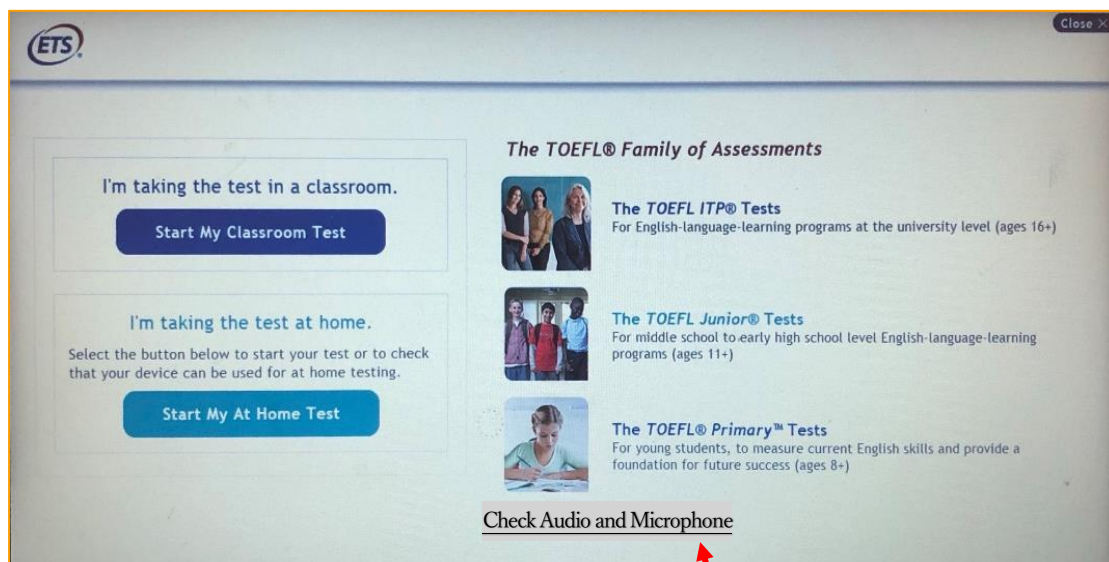 ETS®
Close X
I'm taking the test in a classroom.
Start My Classroom Test
I'm taking the test at home.
Select the button below to start your test or to check
that your device can be used for at home testing.
Start My At Home Test
The TOEFL® Family of Assessments
The TOEFL ITP® Tests
For English-language-learning programs at the university level (ages 16+)
The TOEFL Junior® Tests
For middle school to early high school level English-language-learning
programs (ages 11+)
The TOEFL® Primary™ Tests
For young students, to measure current English skills and provide a
foundation for future success (ages 8+)
Check Audio and Microphone